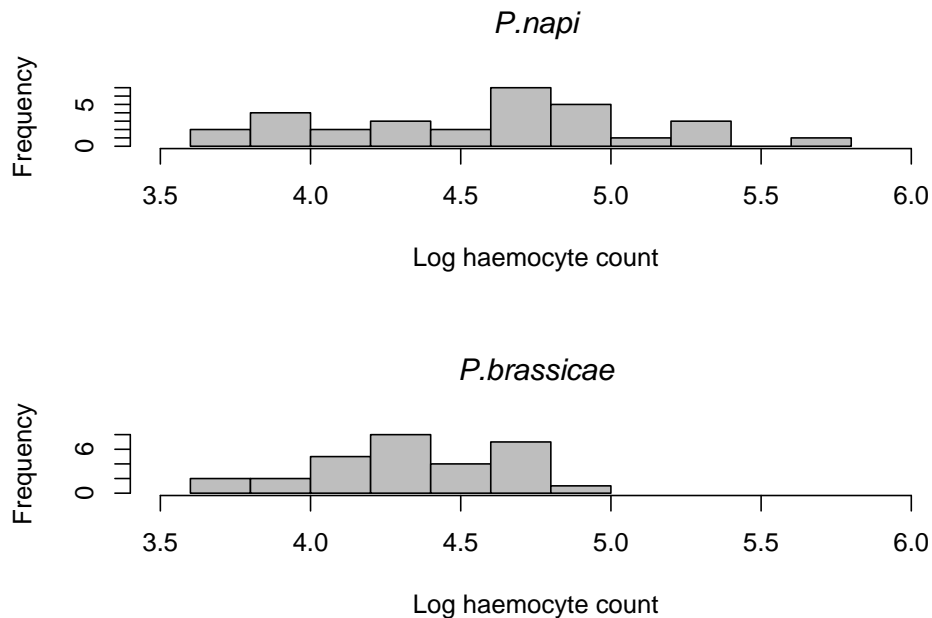 P.napi
Frequency
5
0
3.5 4.0 4.5 5.0 5.5 6.0
Log haemocyte count
P.brassicae
Frequency
6
0
3.5 4.0 4.5 5.0 5.5 6.0
Log haemocyte count